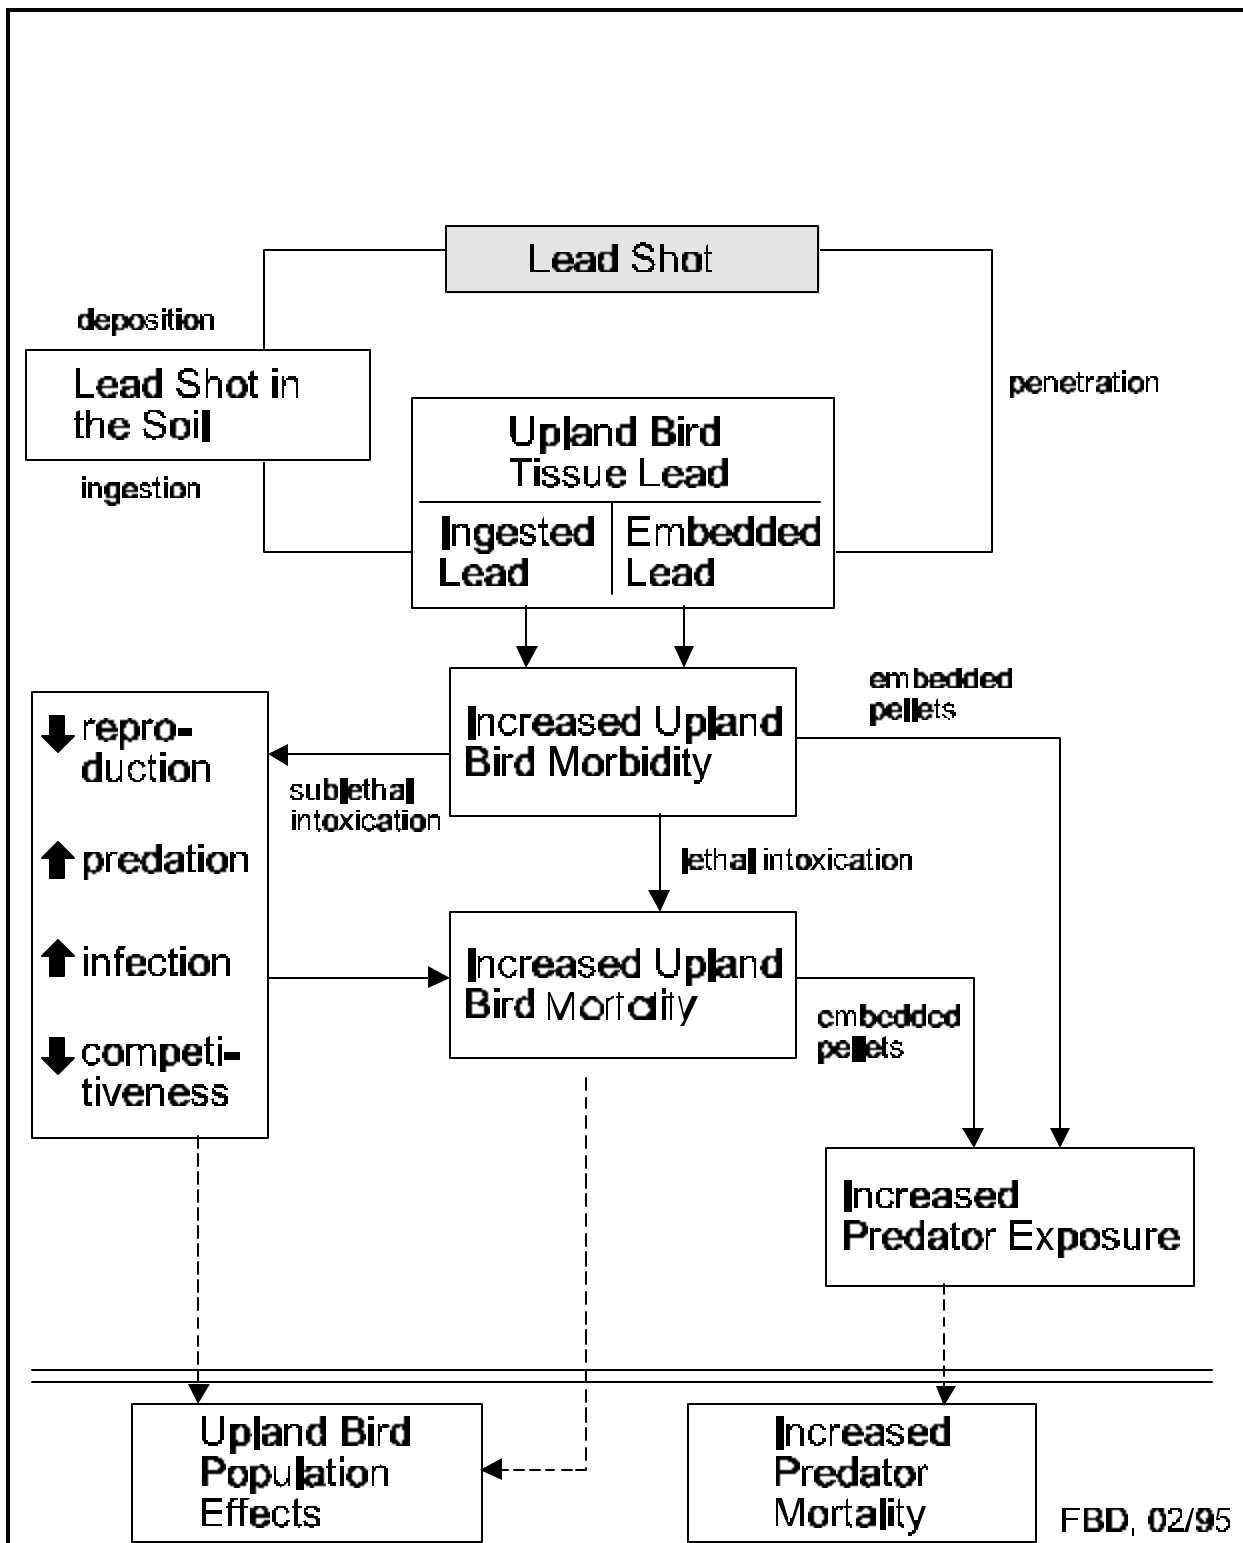 Lead Shot
deposition
Lead Shot in
the Soil
ingestion
penetration
Upland Bird
Tissue Lead
Ingested
Lead
Embedded
Lead
embedded
pellets
Increased Upland
Bird Morbidity
repro-
duction
predation
infection
competi-
tiveness
sublethal
intoxication
lethal intoxication
Increased Upland
Bird Mortality
embedded
pellets
Increased
Predator Exposure
Upland Bird
Population
Effects
Increased
Predator
Mortality
FBD, 02/95